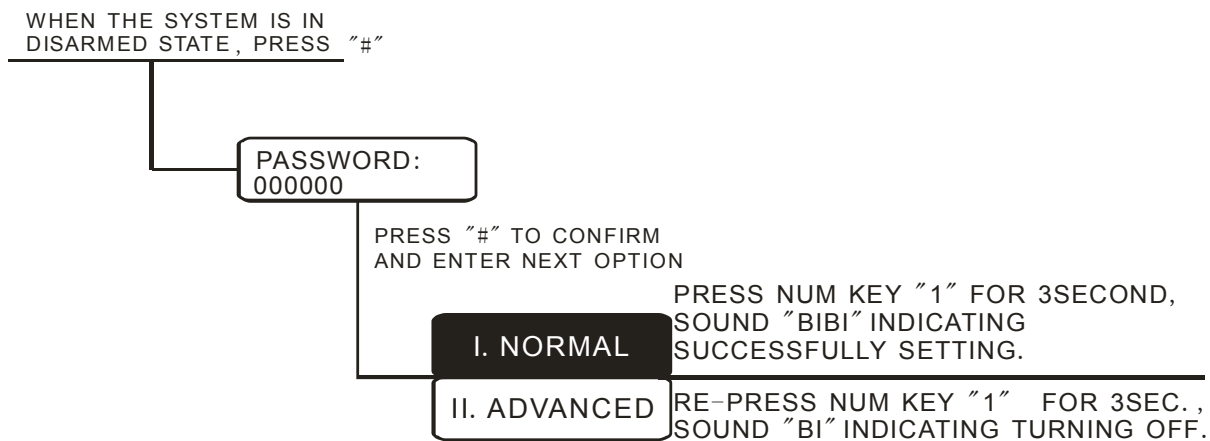 WHEN THE SYSTEM IS IN
DISARMED STATE, PRESS "#"
PASSWORD:
000000
PRESS "#" TO CONFIRM
AND ENTER NEXT OPTION
PRESS NUM KEY "1" FOR 3SECOND,
SOUND "BIBI" INDICATING
SUCCESSFULLY SETTING.
I. NORMAL
II. ADVANCED
RE-PRESS NUM KEY "1" FOR 3SEC.,
SOUND "BI" INDICATING TURNING OFF.